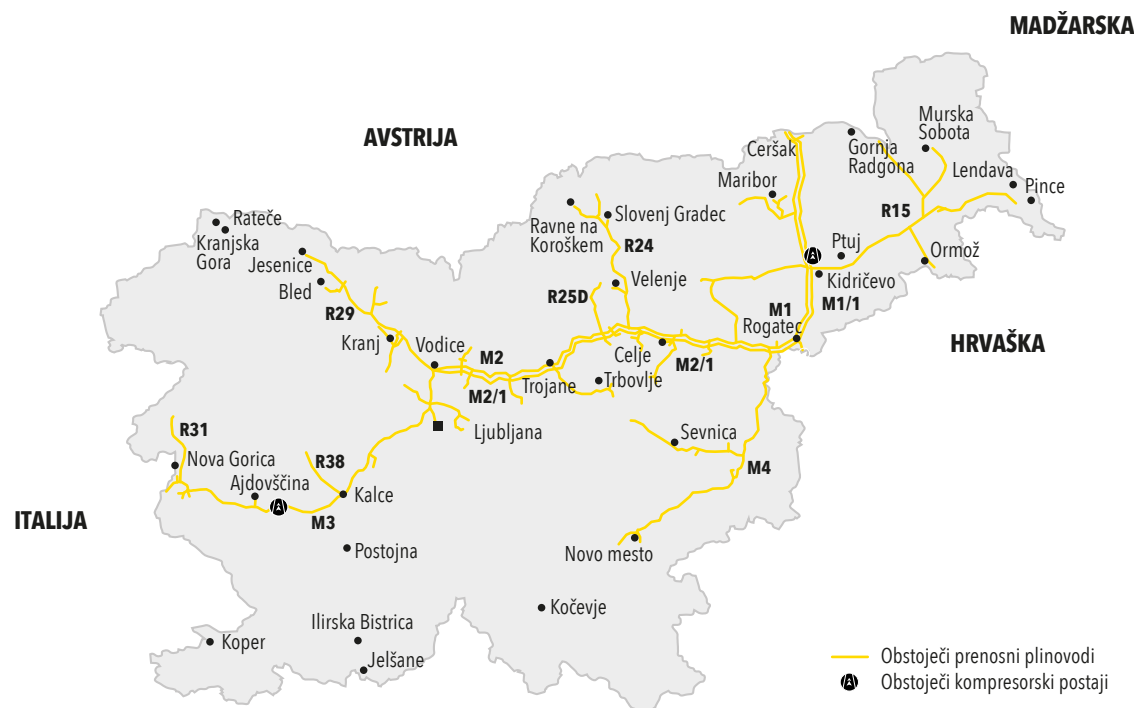 MADŽARSKA
AVSTRIJA
Murska
Sobota
Ceršak
Gornja
Radgona
Lendava
Pince
Maribor
Rateče
Kranjska
Gora
Ravne na
Koroškem
Slovenj Gradec
R15
R24
Ptuj
Ormož
Jesenice
Bled
Velenje
Kidričevo
R25D
R29
M1
M1/1
Rogatec
Kranj
Vodice
M2
Celje
M2/1
HRVAŠKA
M2/1
Trojane
Trbovlje
Ljubljana
R31
Sevnica
Nova Gorica
R38
M4
Ajdovščina
Kalce
ITALIJA
M3
Postojna
Novo mesto
Kočevje
Ilirska Bistrica
Koper
Jelšane
Obstoječi prenosni plinovodi
Obstoječi kompresorski postaji